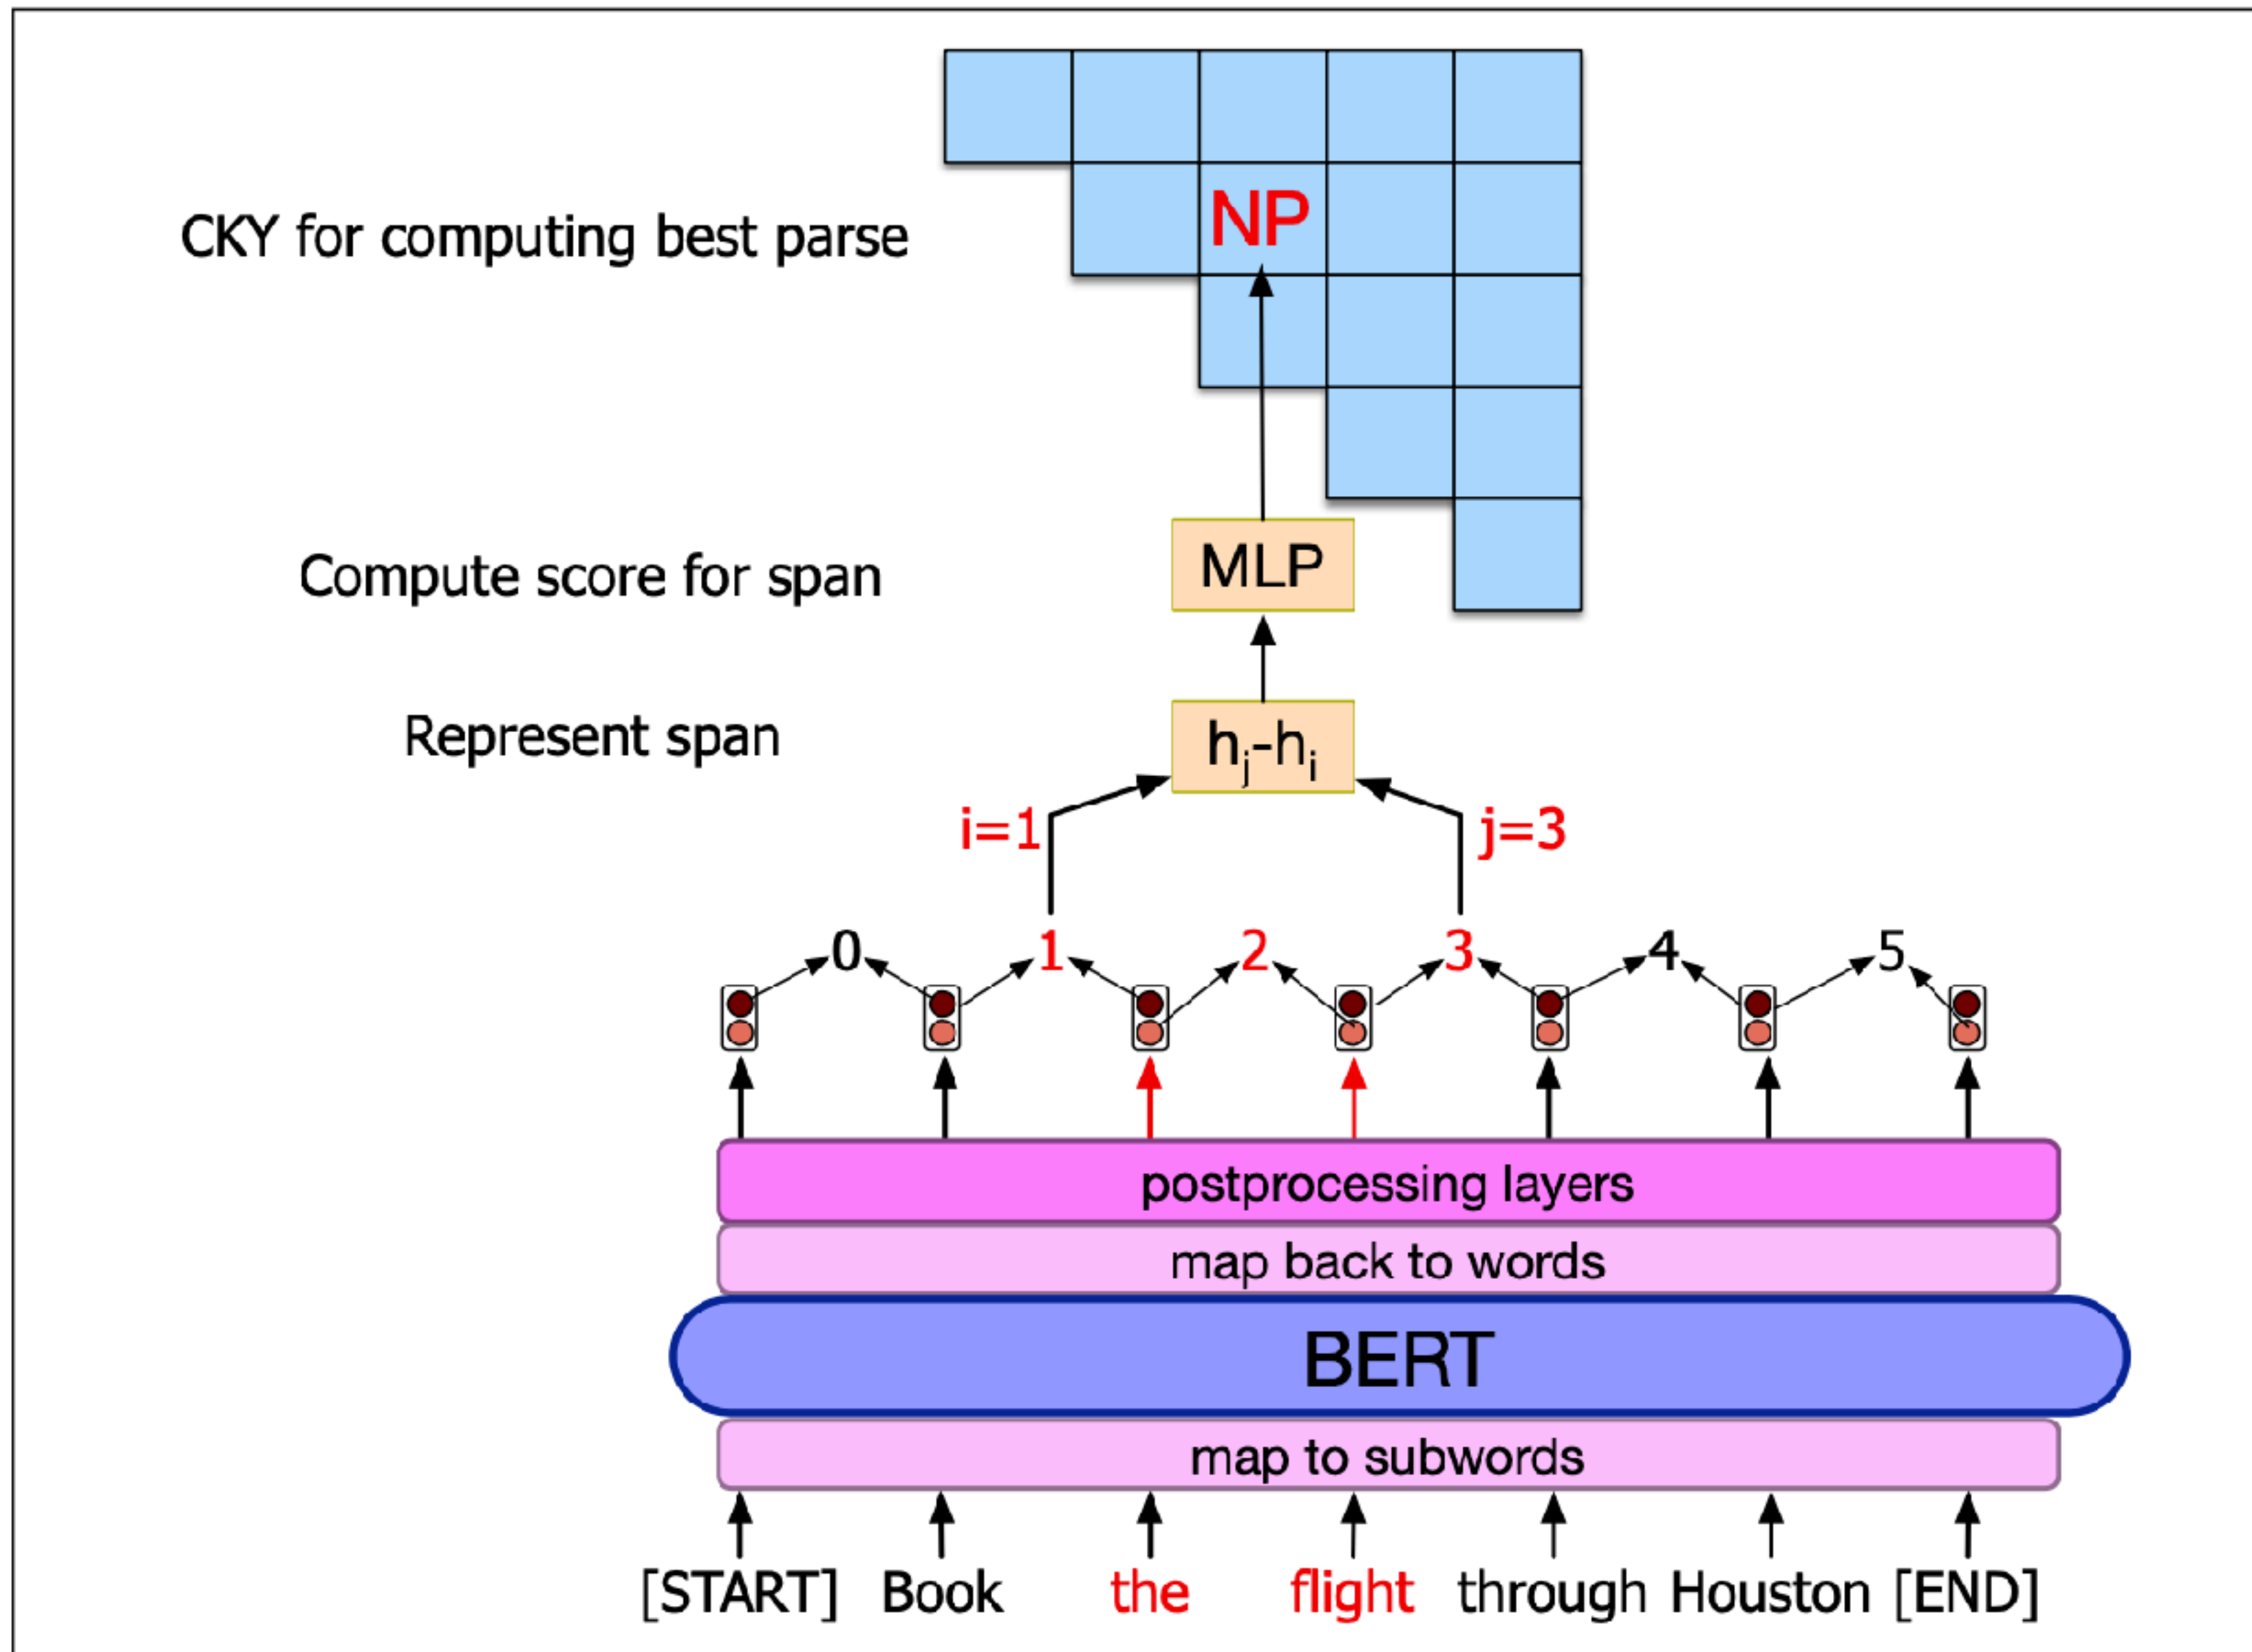 NP
CKY for computing best parse
MLP
Compute score for span
Represent span
hj-hi
i=1 j=3
0 1 2 3 4 5
postprocessing layers
map back to words
BERT
map to subwords
[START] Book the flight through Houston [END]